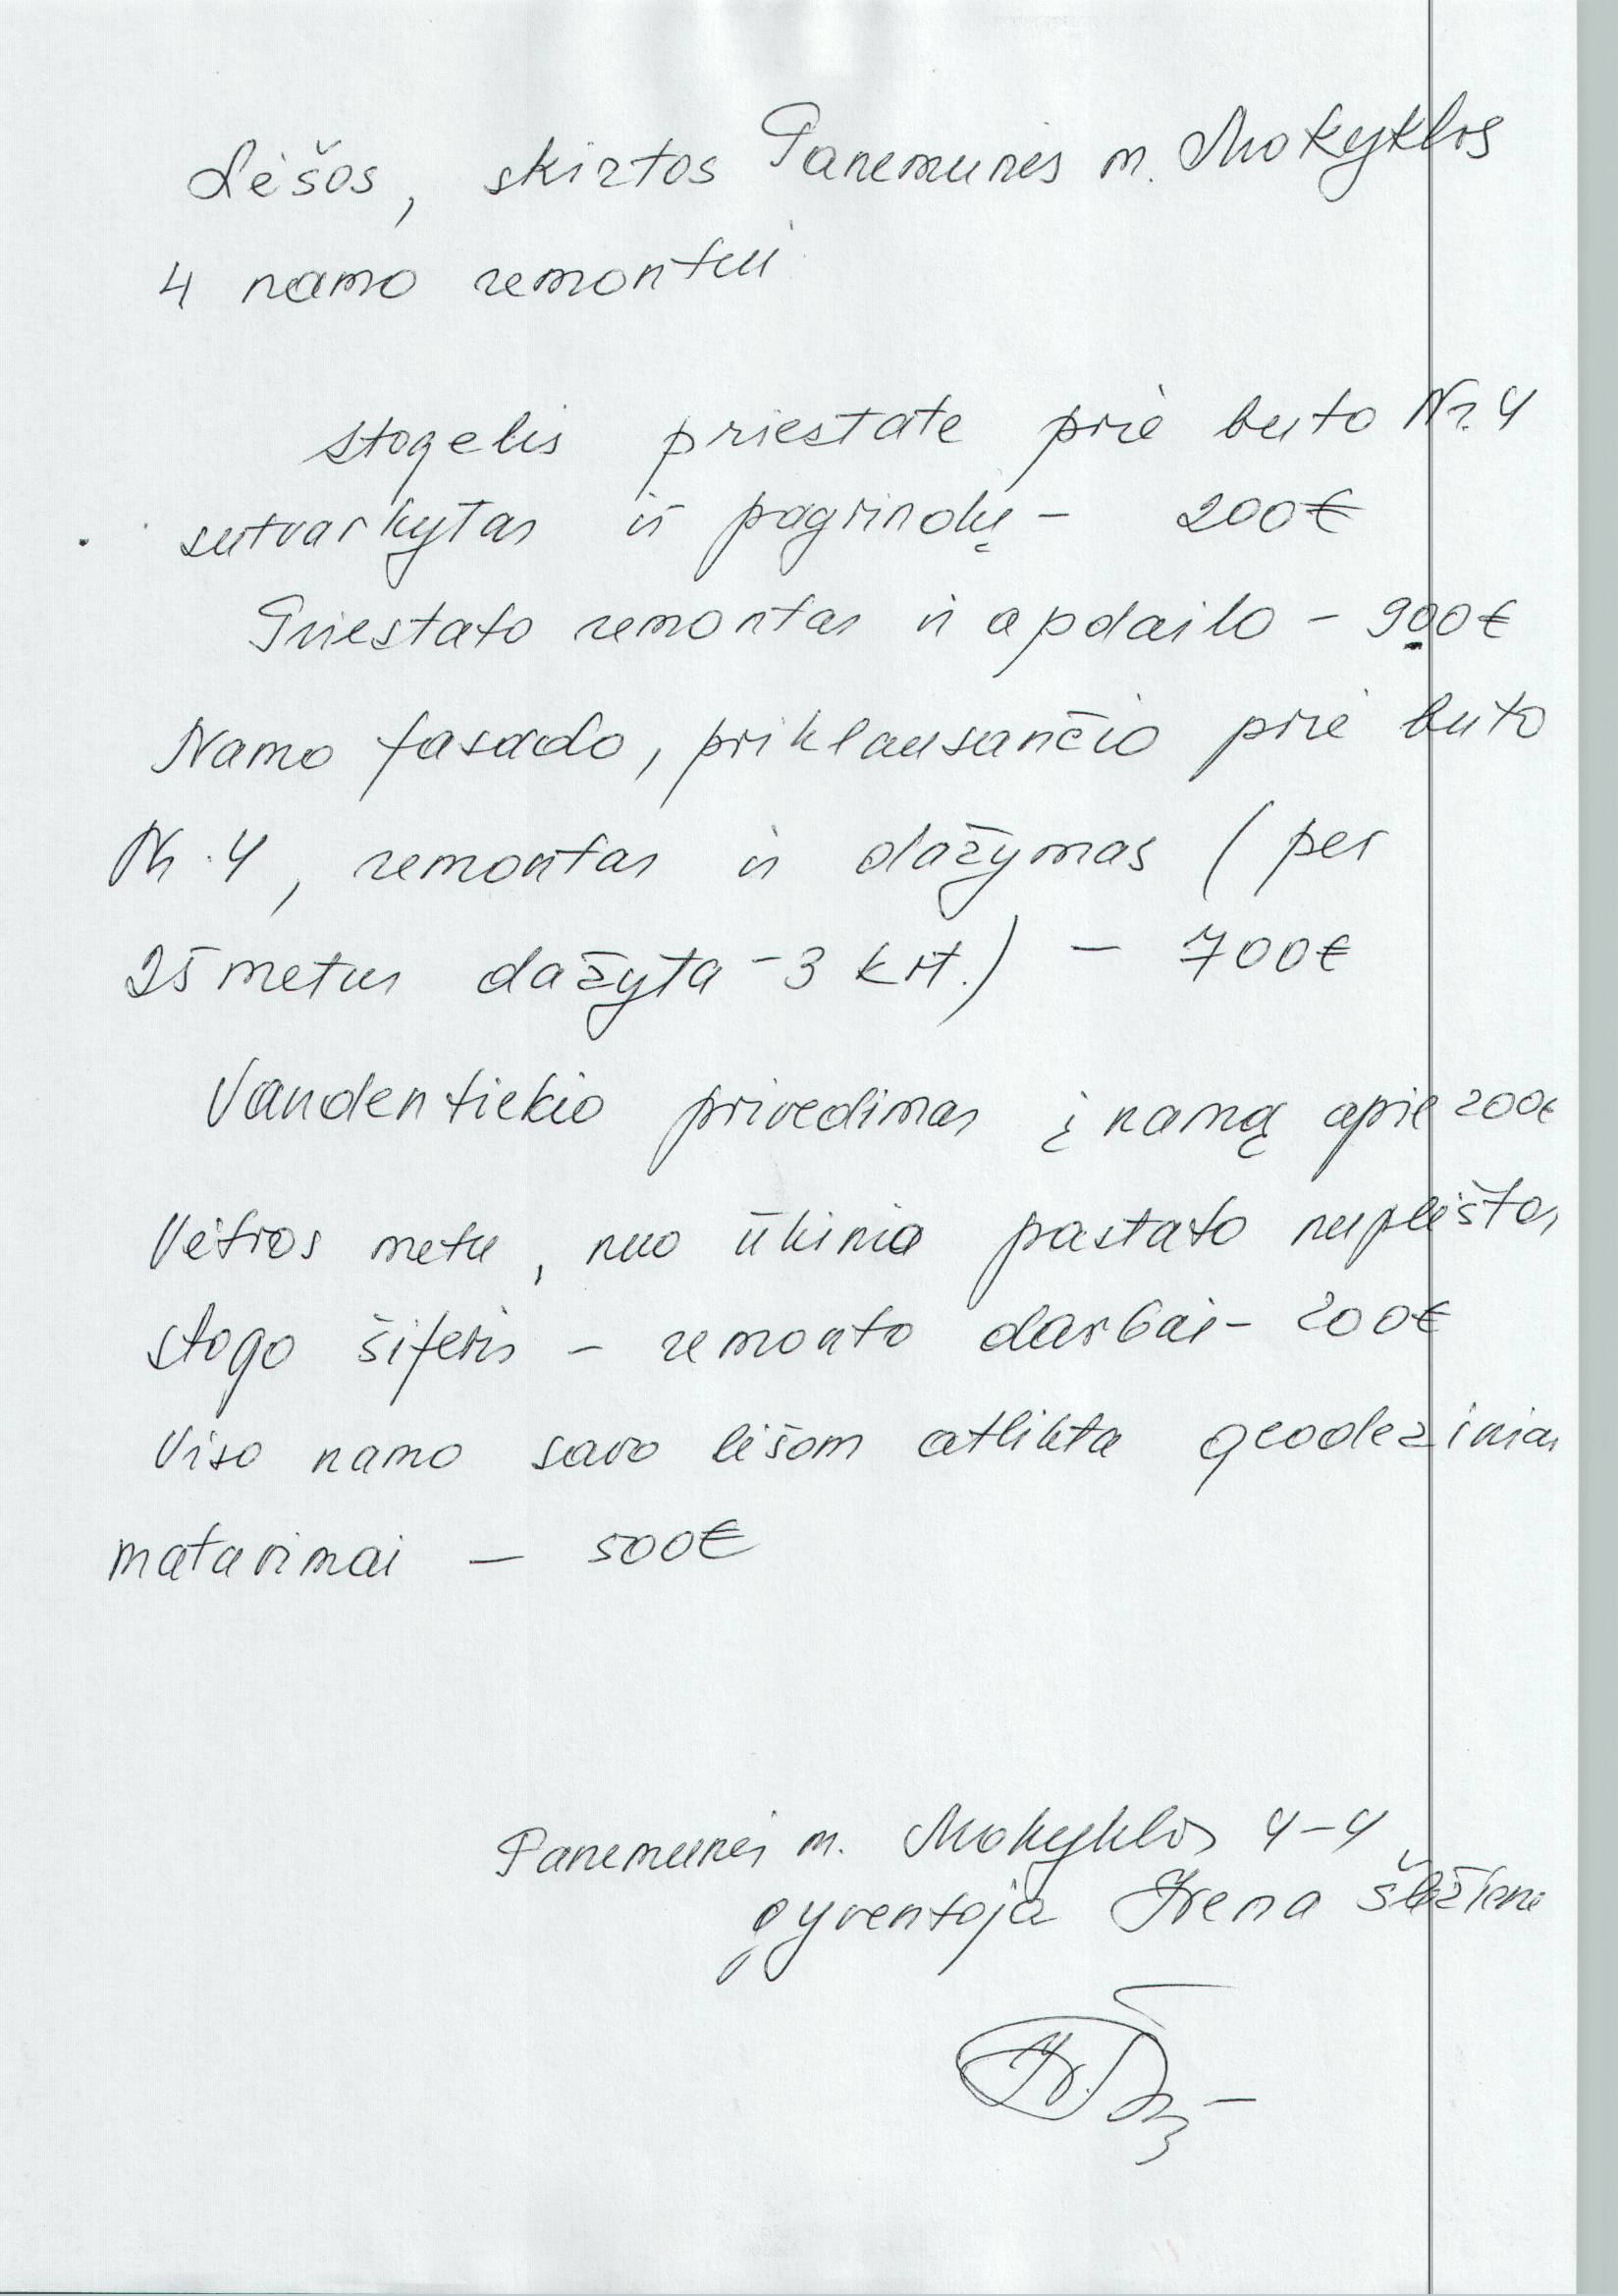 Lėšos, skirtos Panemunės m. Mokyklos
4 namo remontui
stogelis priestate prie buto Nr. 4
sutvarkytas iš pagrindų - 200€
Priestato remontas ir apdaila - 900€
Namo fasado, priklausančio prie buto
Nr. 4, remontas ir dažymas (per
25 metus dažyta - 3 krt.) - 700€
Vandentiekio privedimas į namą apie 200€
Vėtros metu, nuo ūkinio pastato nuplėštas
stogo šiferis - remonto darbai - 200€
Viso namo savo lėšom atlikta geodeziniai
matavimai - 500€
Panemunės m. Mokyklos 4-4
gyventoja Irena